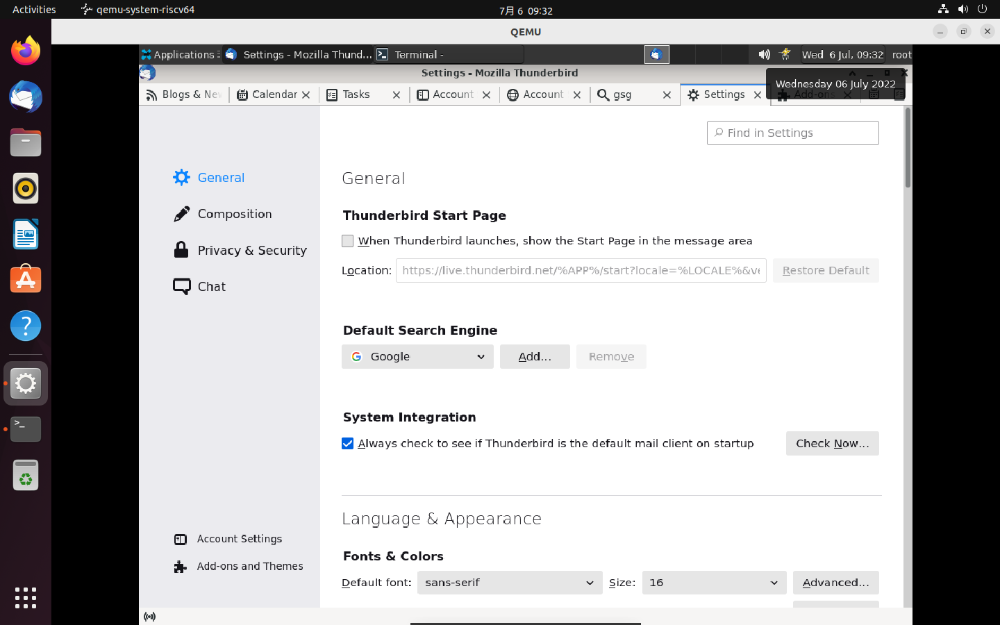 Activities
qemu-system-riscv64
7月 6 09:32
QEMU
Applications
Settings - Mozilla Thund...
Terminal -
Wed 6 Jul, 09:32
root
Settings - Mozilla Thunderbird
Wednesday 06 July 2022
Blogs & New
Calendar
Tasks
Account
Account
gsg
Settings
Add-ons
Find in Settings
General
General
Composition
Privacy & Security
Chat
Thunderbird Start Page
When Thunderbird launches, show the Start Page in the message area
Location: https://live.thunderbird.net/%APP%/start?locale=%LOCALE%&ve
Restore Default
Default Search Engine
Google
Add...
Remove
System Integration
Always check to see if Thunderbird is the default mail client on startup
Check Now...
Language & Appearance
Account Settings
Add-ons and Themes
Fonts & Colors
Default font: sans-serif
Size: 16
Advanced...